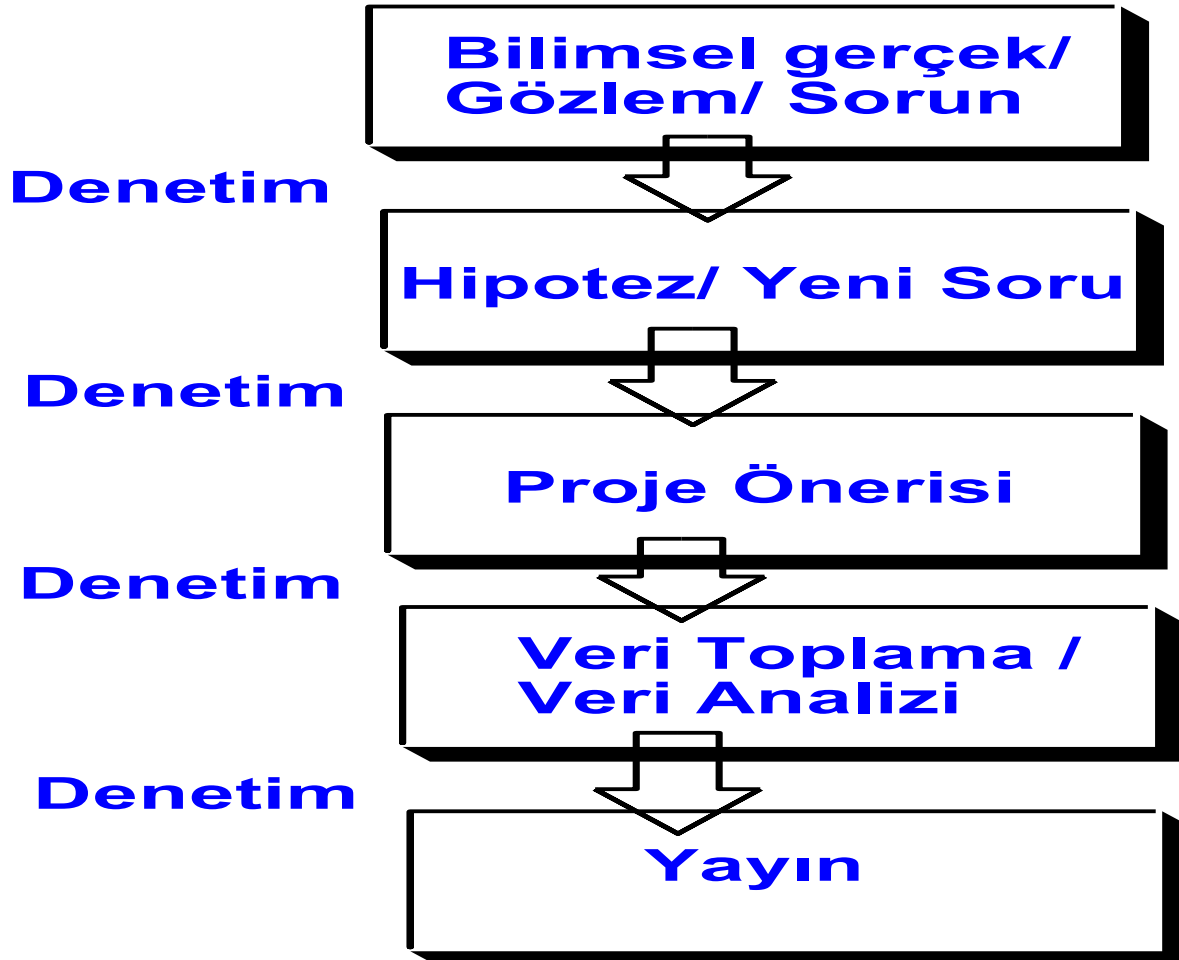 Bilimsel gerçek/
Gözlem/ Sorun
Denetim
Hipotez/ Yeni Soru
Denetim
Proje Önerisi
Denetim
Veri Toplama /
Veri Analizi
Denetim
Yayın